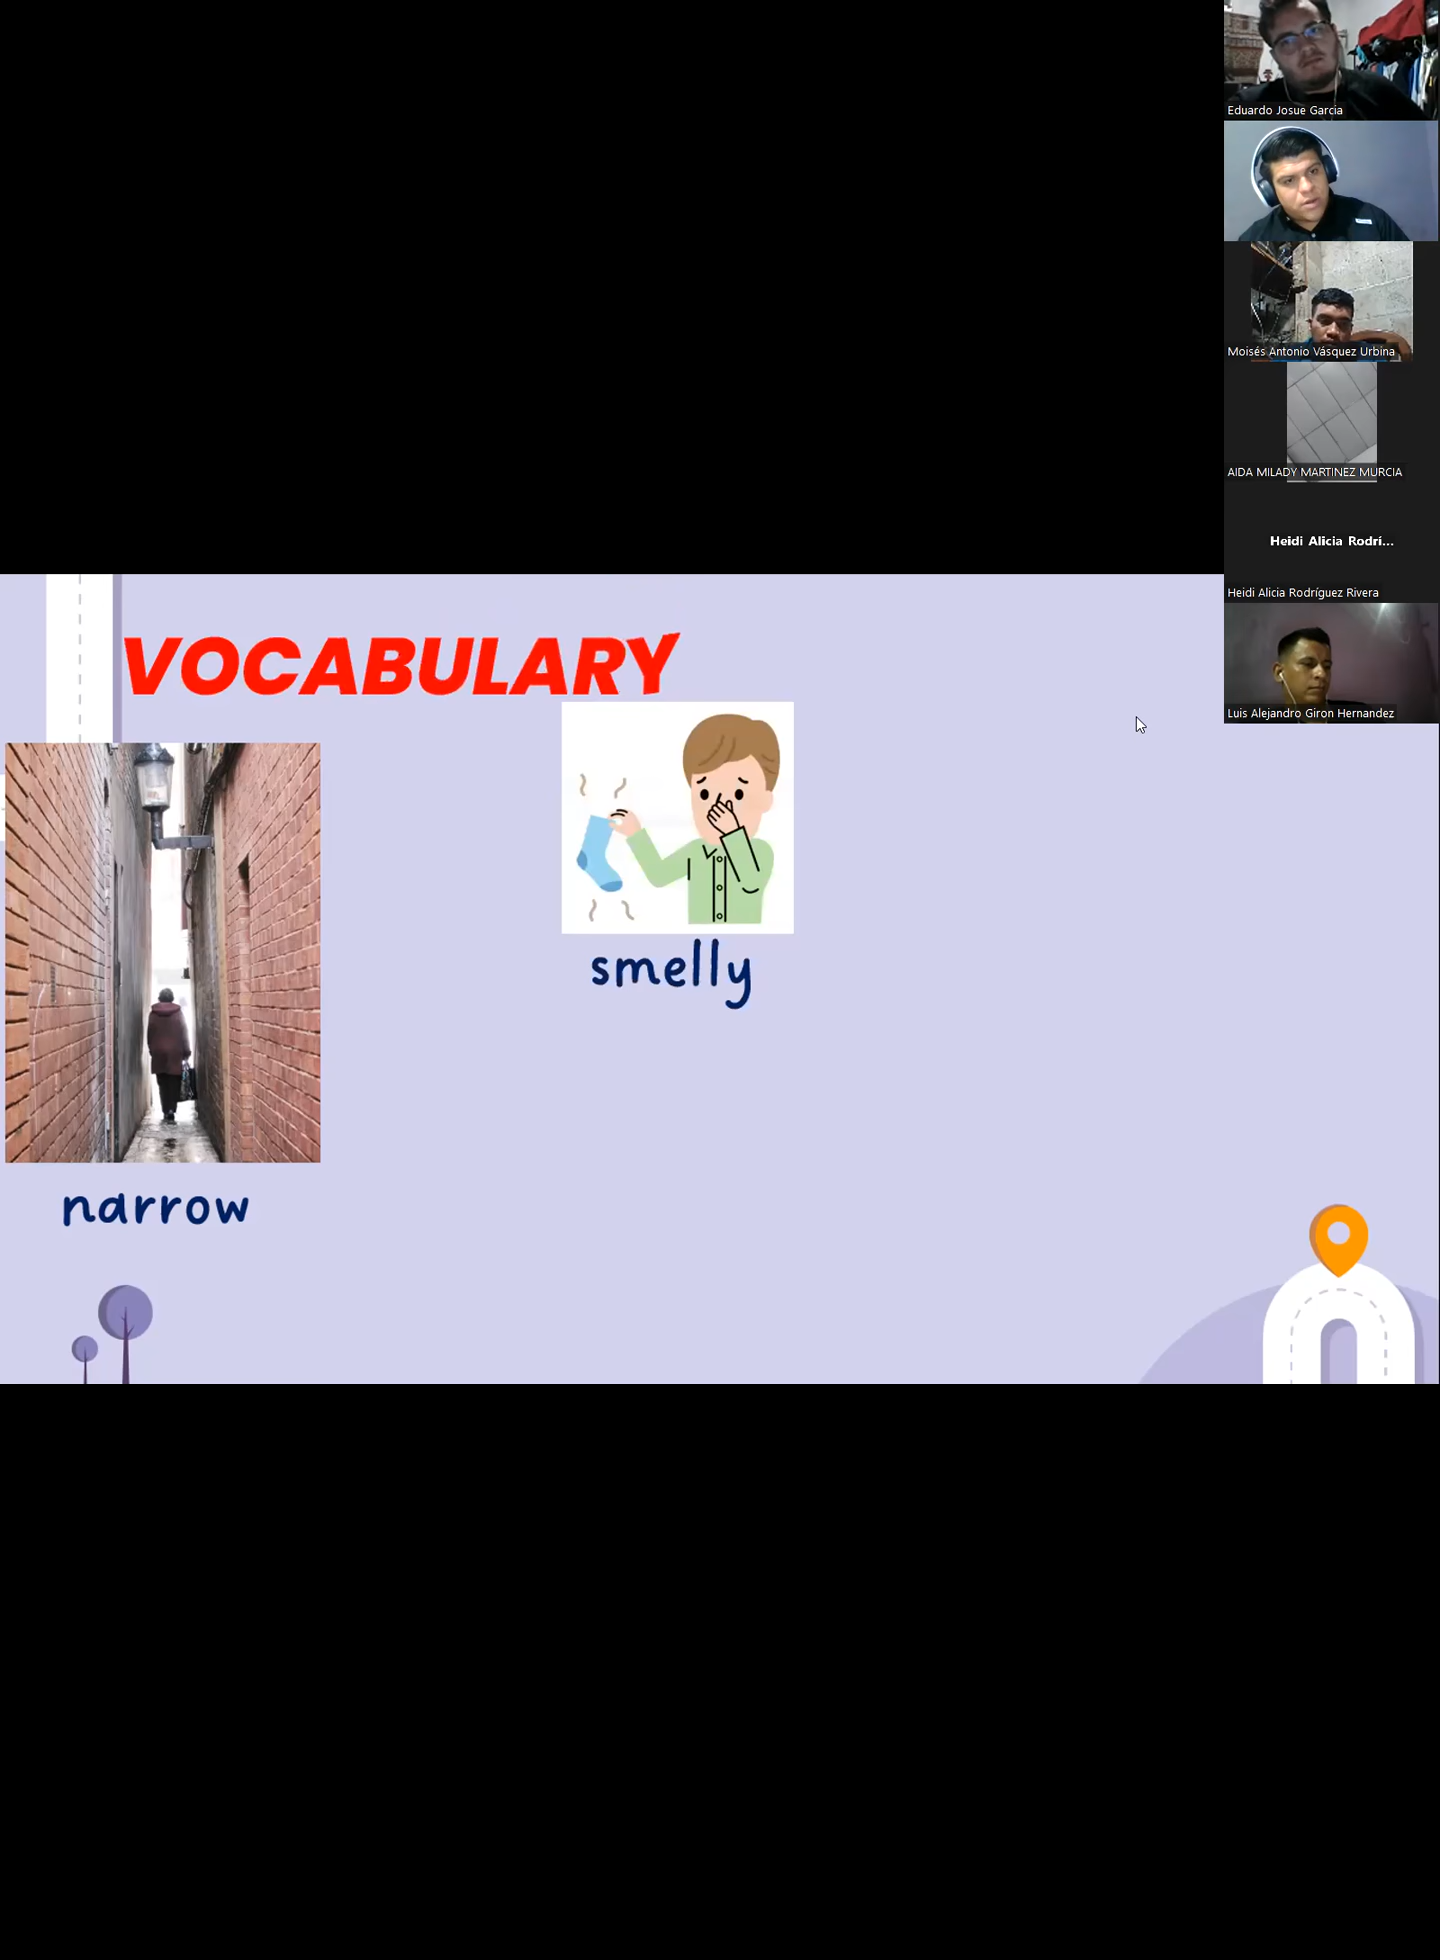 Eduardo Josue Garcia
Moisés Antonio Vásquez Urbina
AIDA MILADY MARTINEZ MURCIA
Heidi Alicia Rodrí...
Heidi Alicia Rodríguez Rivera
Luis Alejandro Giron Hernandez
VOCABULARY
smelly
narrow